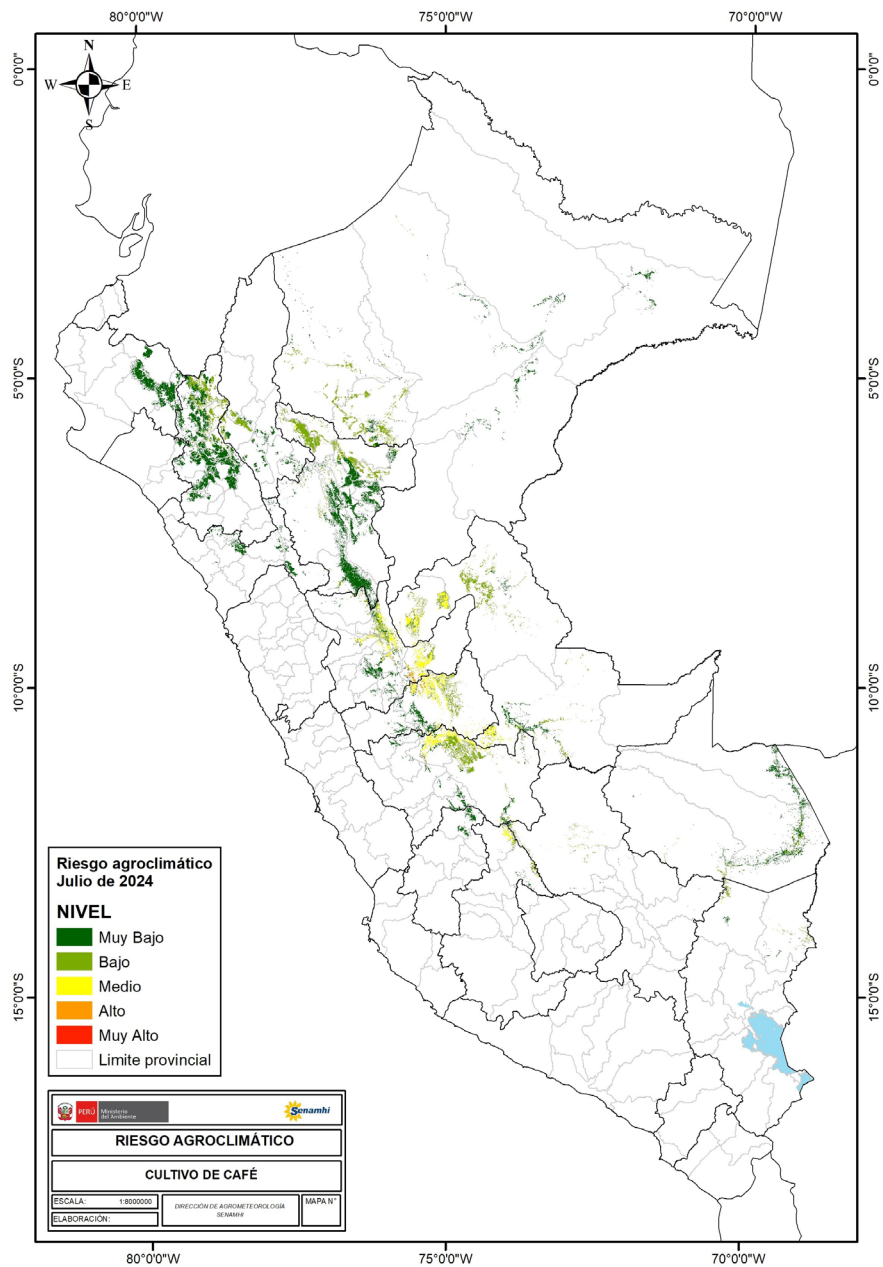 80°0'0"W 75°0'0"W 70°0'0"W
N
W E
S
0°0'0" 0°0'0"
5°0'0"S 5°0'0"S
10°0'0"S 10°0'0"S
15°0'0"S 15°0'0"S
Riesgo agroclimático
Julio de 2024
NIVEL
Muy Bajo
Bajo
Medio
Alto
Muy Alto
Limite provincial
PERÚ Ministerio
del Ambiente
Senamhi
RIESGO AGROCLIMÁTICO
CULTIVO DE CAFÉ
ESCALA: 1:8000000
ELABORACIÓN:
DIRECCIÓN DE AGROMETEOROLOGÍA
SENAMHI
MAPA N°
80°0'0"W 75°0'0"W 70°0'0"W